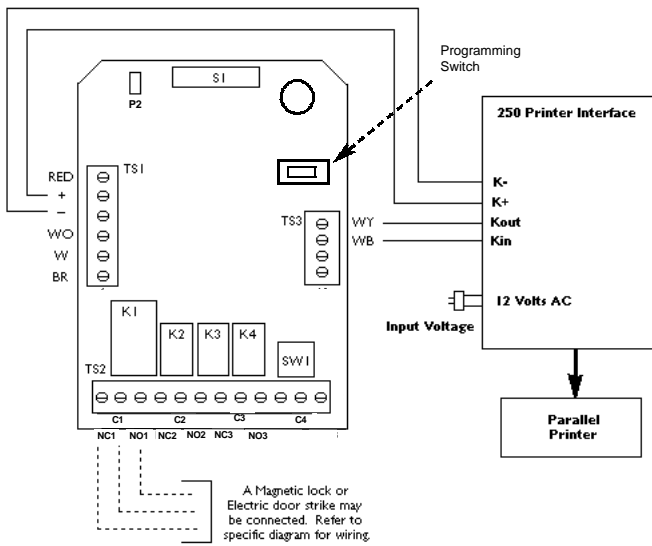 Programming
Switch
S1
P2
250 Printer Interface
TS1
RED
+
–
WO
W
BR
K-
K+
Kout
Kin
TS3
WY
WB
12 Volts AC
Input Voltage
K1
K2
K3
K4
SW1
TS2
C1 C2 C3 C4
NC1 NO1 NC2 NO2 NC3 NO3
Parallel
Printer
A Magnetic lock or
Electric door strike may
be connected. Refer to
specific diagram for wiring.